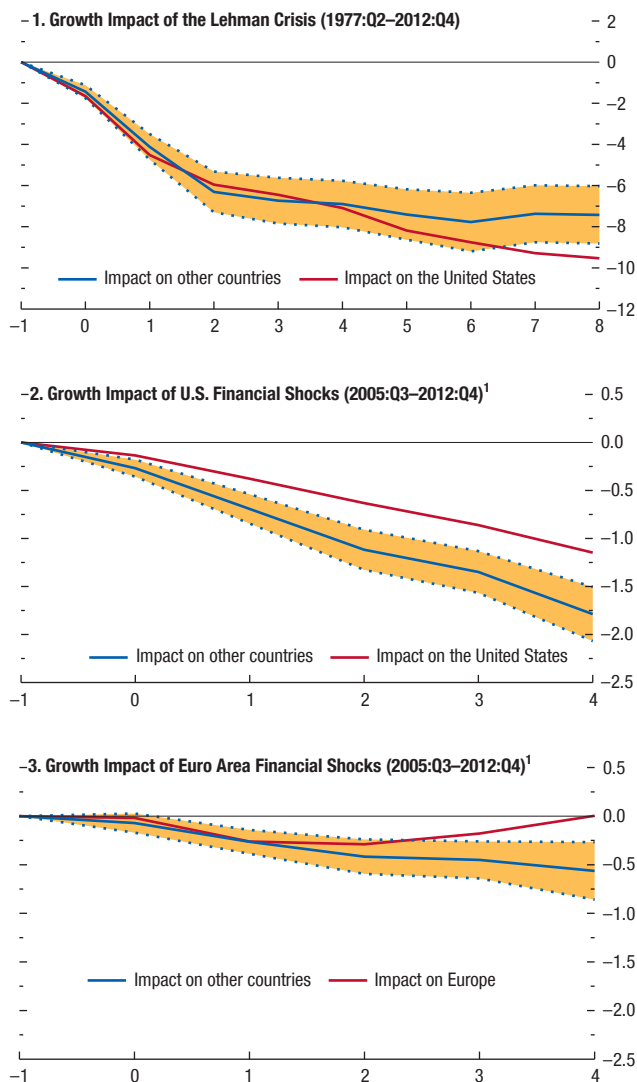 1. Growth Impact of the Lehman Crisis (1977:Q2–2012:Q4)
2
0
–2
–4
–6
–8
–10
–12
Impact on other countries
Impact on the United States
–1 0 1 2 3 4 5 6 7 8
2. Growth Impact of U.S. Financial Shocks (2005:Q3–2012:Q4)¹
0.5
0.0
–0.5
–1.0
–1.5
–2.0
–2.5
Impact on other countries
Impact on the United States
–1 0 1 2 3 4
3. Growth Impact of Euro Area Financial Shocks (2005:Q3–2012:Q4)¹
0.5
0.0
–0.5
–1.0
–1.5
–2.0
–2.5
Impact on other countries
Impact on Europe
–1 0 1 2 3 4